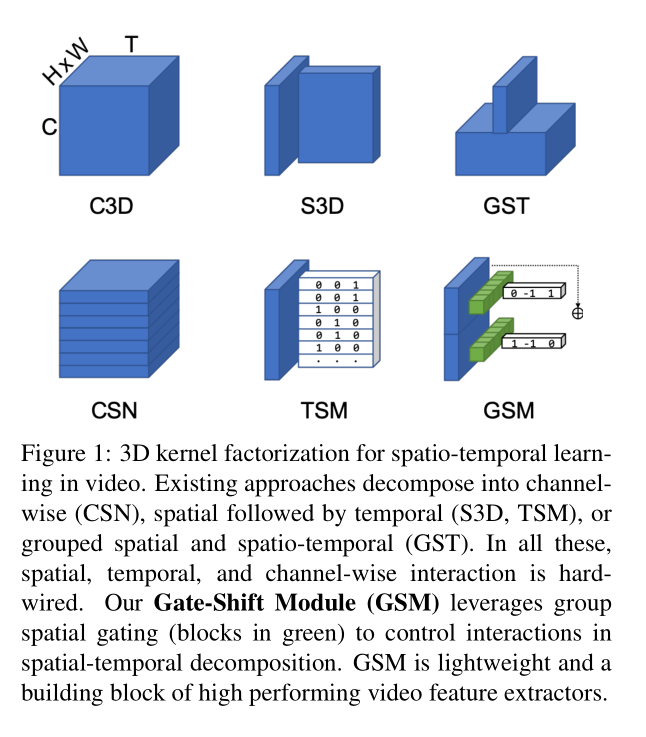 H x W
T
C
C3D
S3D
GST
0 0 1
0 0 1
1 0 0
0 1 0
0 1 0
1 0 0
. . .
0 -1 1
1 -1 0
CSN
TSM
GSM
Figure 1: 3D kernel factorization for spatio-temporal learn-
ing in video. Existing approaches decompose into channel-
wise (CSN), spatial followed by temporal (S3D, TSM), or
grouped spatial and spatio-temporal (GST). In all these,
spatial, temporal, and channel-wise interaction is hard-
wired. Our Gate-Shift Module (GSM) leverages group
spatial gating (blocks in green) to control interactions in
spatial-temporal decomposition. GSM is lightweight and a
building block of high performing video feature extractors.